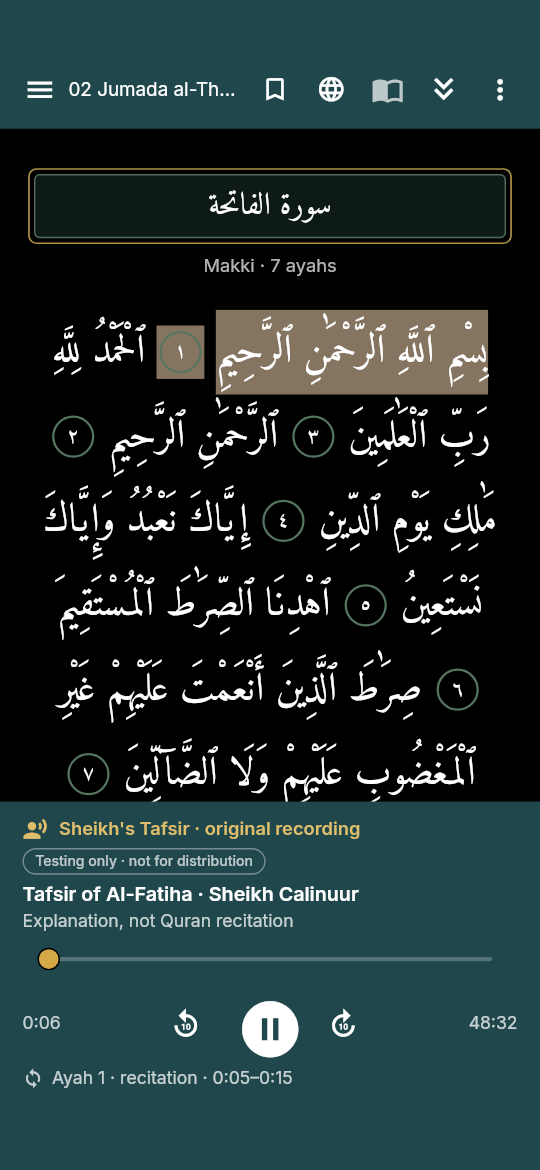 02 Jumada al-Th...
سورة الفاتحة
Makki · 7 ayahs
بِسْمِ ٱللَّهِ ٱلرَّحْمَٰنِ ٱلرَّحِيمِ ١ ٱلْحَمْدُ لِلَّهِ
رَبِّ ٱلْعَٰلَمِينَ ٣ ٱلرَّحْمَٰنِ ٱلرَّحِيمِ ٢
مَٰلِكِ يَوْمِ ٱلدِّينِ ٤ إِيَّاكَ نَعْبُدُ وَإِيَّاكَ
نَسْتَعِينُ ٥ ٱهْدِنَا ٱلصِّرَٰطَ ٱلْمُسْتَقِيمَ
٦ صِرَٰطَ ٱلَّذِينَ أَنْعَمْتَ عَلَيْهِمْ غَيْرِ
ٱلْمَغْضُوبِ عَلَيْهِمْ وَلَا ٱلضَّآلِّينَ ٧
Sheikh's Tafsir · original recording
Testing only · not for distribution
Tafsir of Al-Fatiha · Sheikh Calinuur
Explanation, not Quran recitation
0:06 10 10 48:32
Ayah 1 · recitation · 0:05–0:15